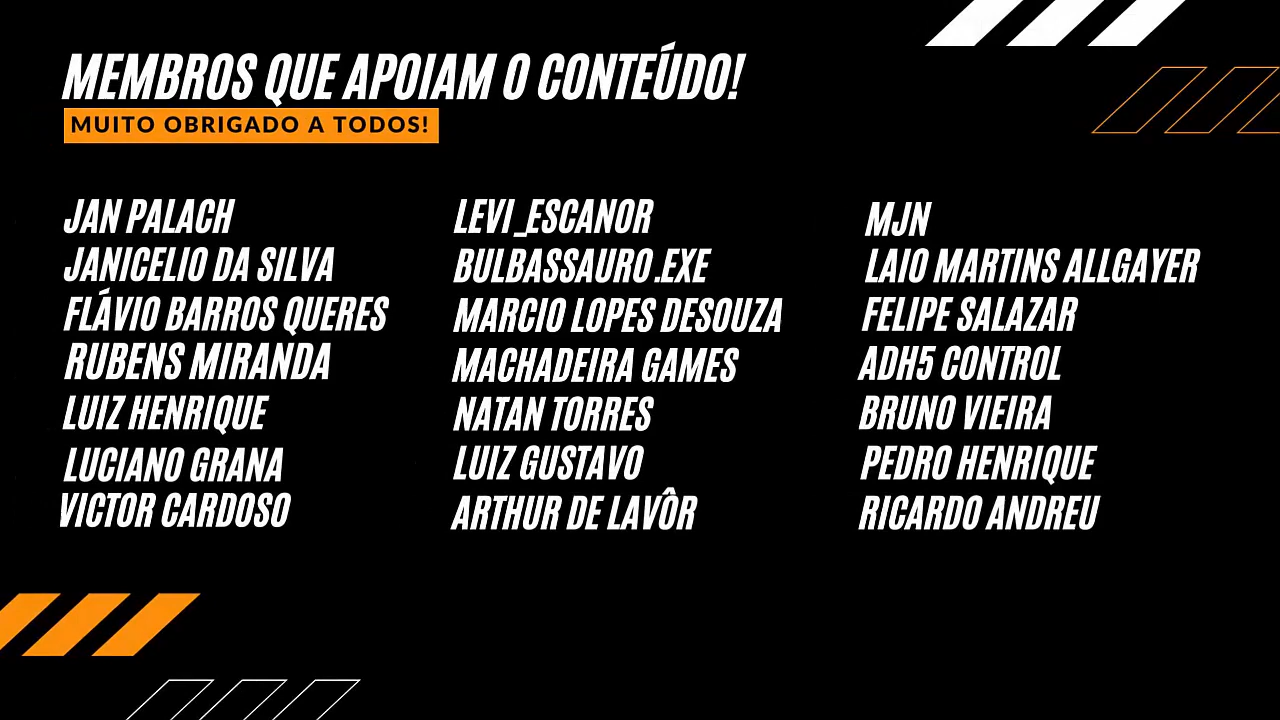 MEMBROS QUE APOIAM O CONTEÚDO!
MUITO OBRIGADO A TODOS!
JAN PALACH
JANICELIO DA SILVA
FLÁVIO BARROS QUERES
RUBENS MIRANDA
LUIZ HENRIQUE
LUCIANO GRANA
VICTOR CARDOSO
LEVI_ESCANOR
BULBASSAURO.EXE
MARCIO LOPES DESOUZA
MACHADEIRA GAMES
NATAN TORRES
LUIZ GUSTAVO
ARTHUR DE LAVÔR
MJN
LAIO MARTINS ALLGAYER
FELIPE SALAZAR
ADH5 CONTROL
BRUNO VIEIRA
PEDRO HENRIQUE
RICARDO ANDREU